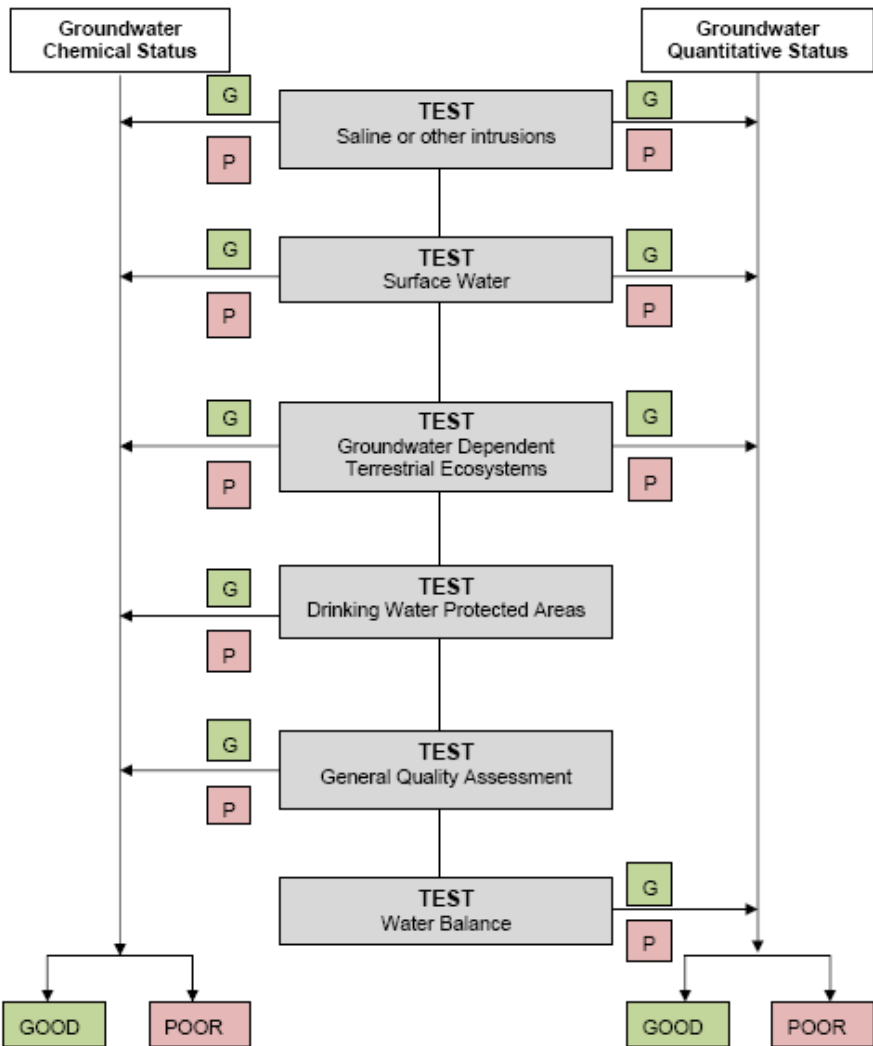 Groundwater
Chemical Status
Groundwater
Quantitative Status
G
P
TEST
Saline or other intrusions
G
P
G
P
TEST
Surface Water
G
P
G
P
TEST
Groundwater Dependent
Terrestrial Ecosystems
G
P
G
P
TEST
Drinking Water Protected Areas
G
P
TEST
General Quality Assessment
TEST
Water Balance
G
P
GOOD
POOR
GOOD
POOR